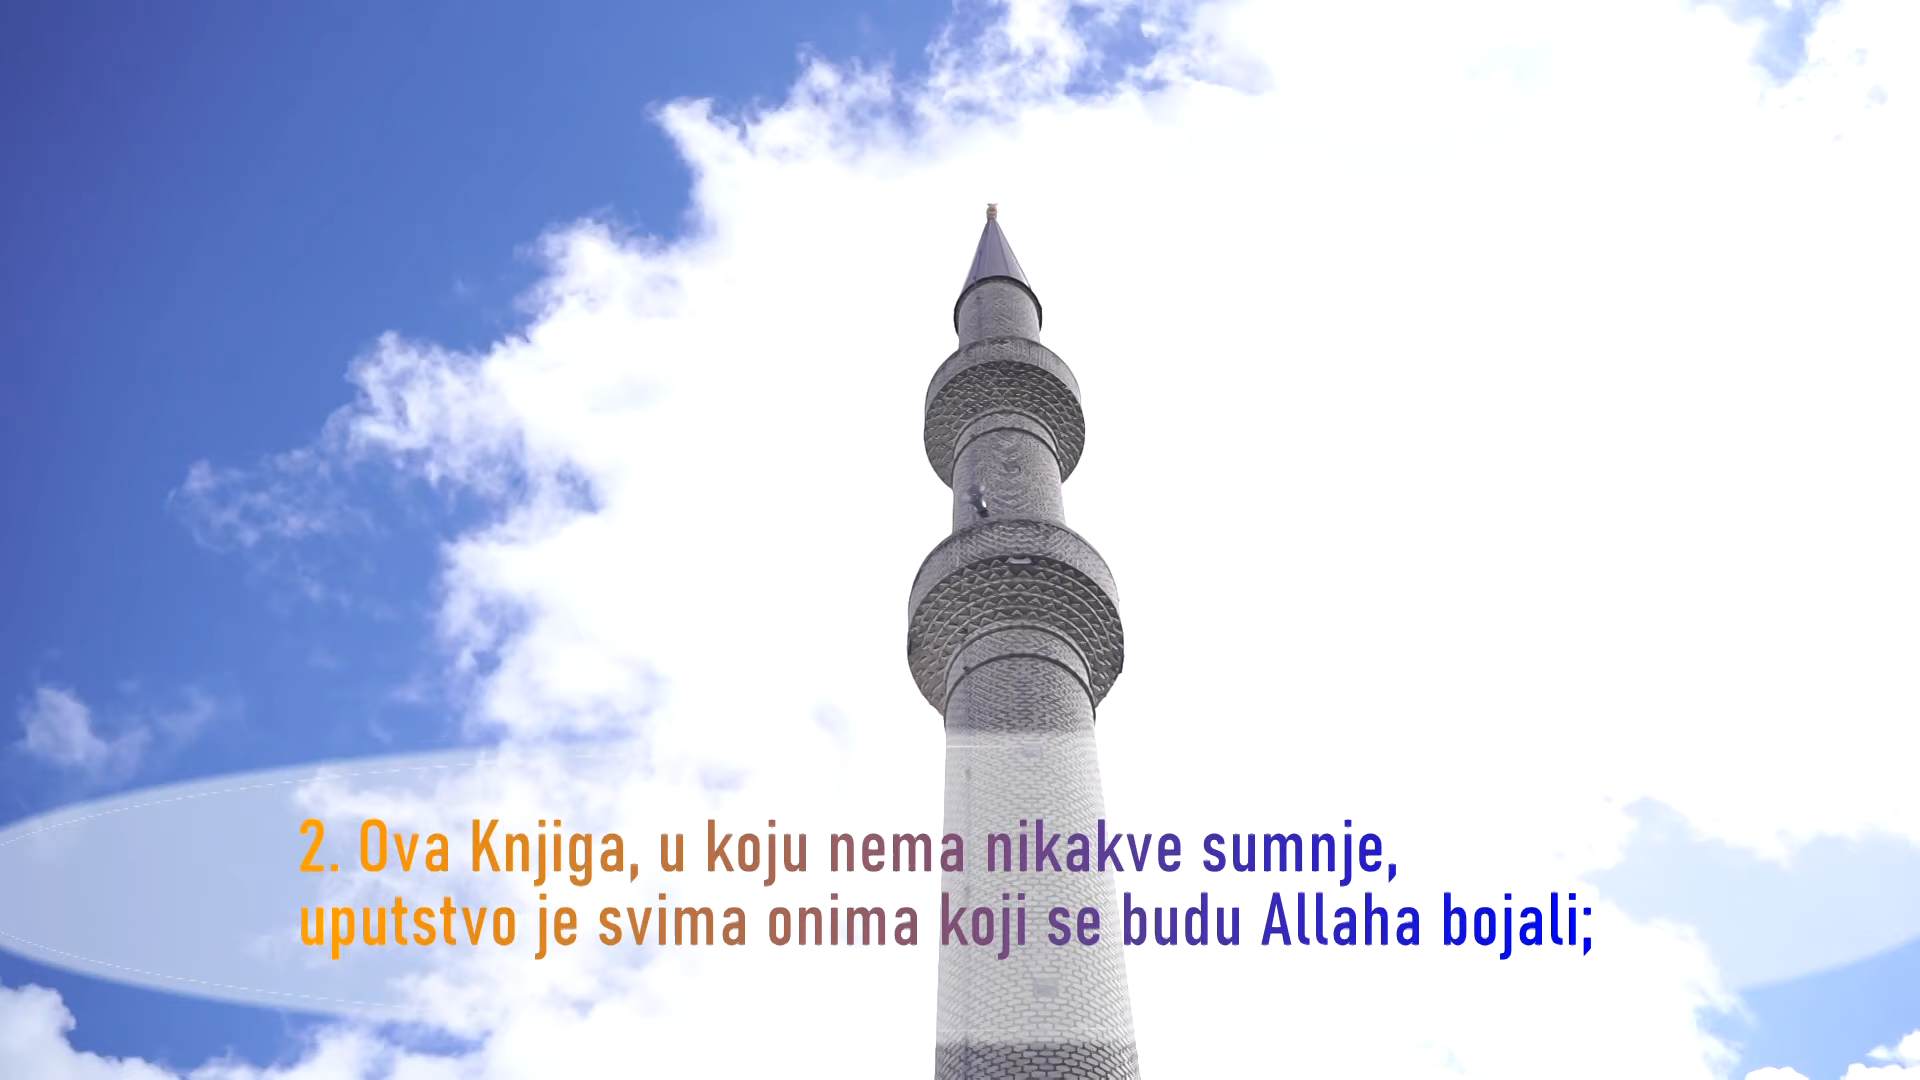 2. Ova Knjiga, u koju nema nikakve sumnje,
uputstvo je svima onima koji se budu Allaha bojali;